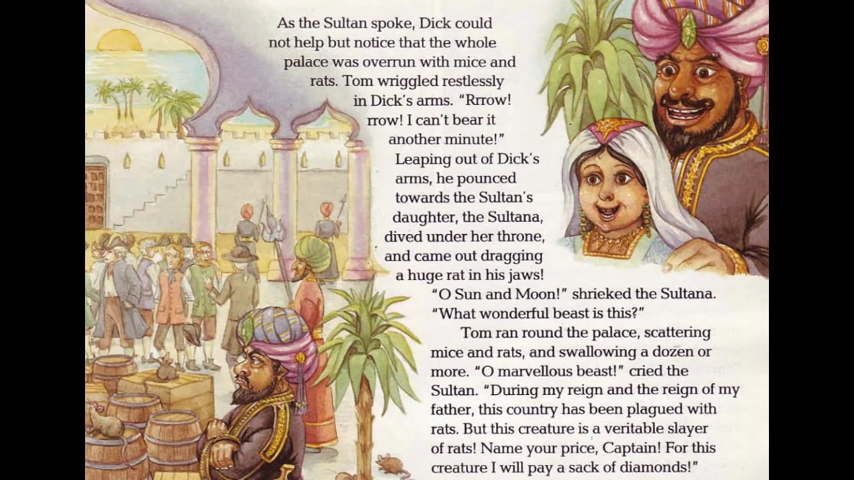 As the Sultan spoke, Dick could
not help but notice that the whole
palace was overrun with mice and
rats. Tom wriggled restlessly
in Dick's arms. “Rrrow!
rrow! I can't bear it
another minute!”
Leaping out of Dick's
arms, he pounced
towards the Sultan's
daughter, the Sultana,
dived under her throne,
and came out dragging
a huge rat in his jaws!
“O Sun and Moon!” shrieked the Sultana.
“What wonderful beast is this?”
Tom ran round the palace, scattering
mice and rats, and swallowing a dozen or
more. “O marvellous beast!” cried the
Sultan. “During my reign and the reign of my
father, this country has been plagued with
rats. But this creature is a veritable slayer
of rats! Name your price, Captain! For this
creature I will pay a sack of diamonds!”